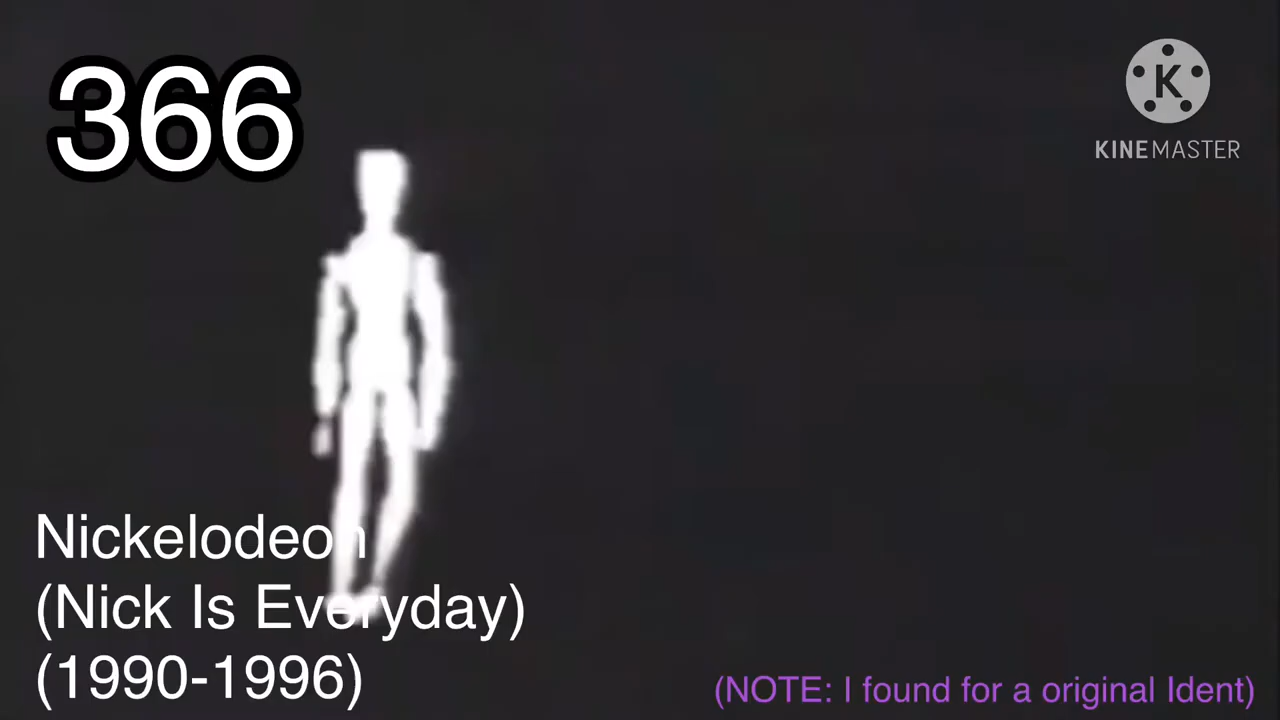 366
K
KINEMASTER
Nickelodeon
(Nick Is Everyday)
(1990-1996)
(NOTE: I found for a original Ident)